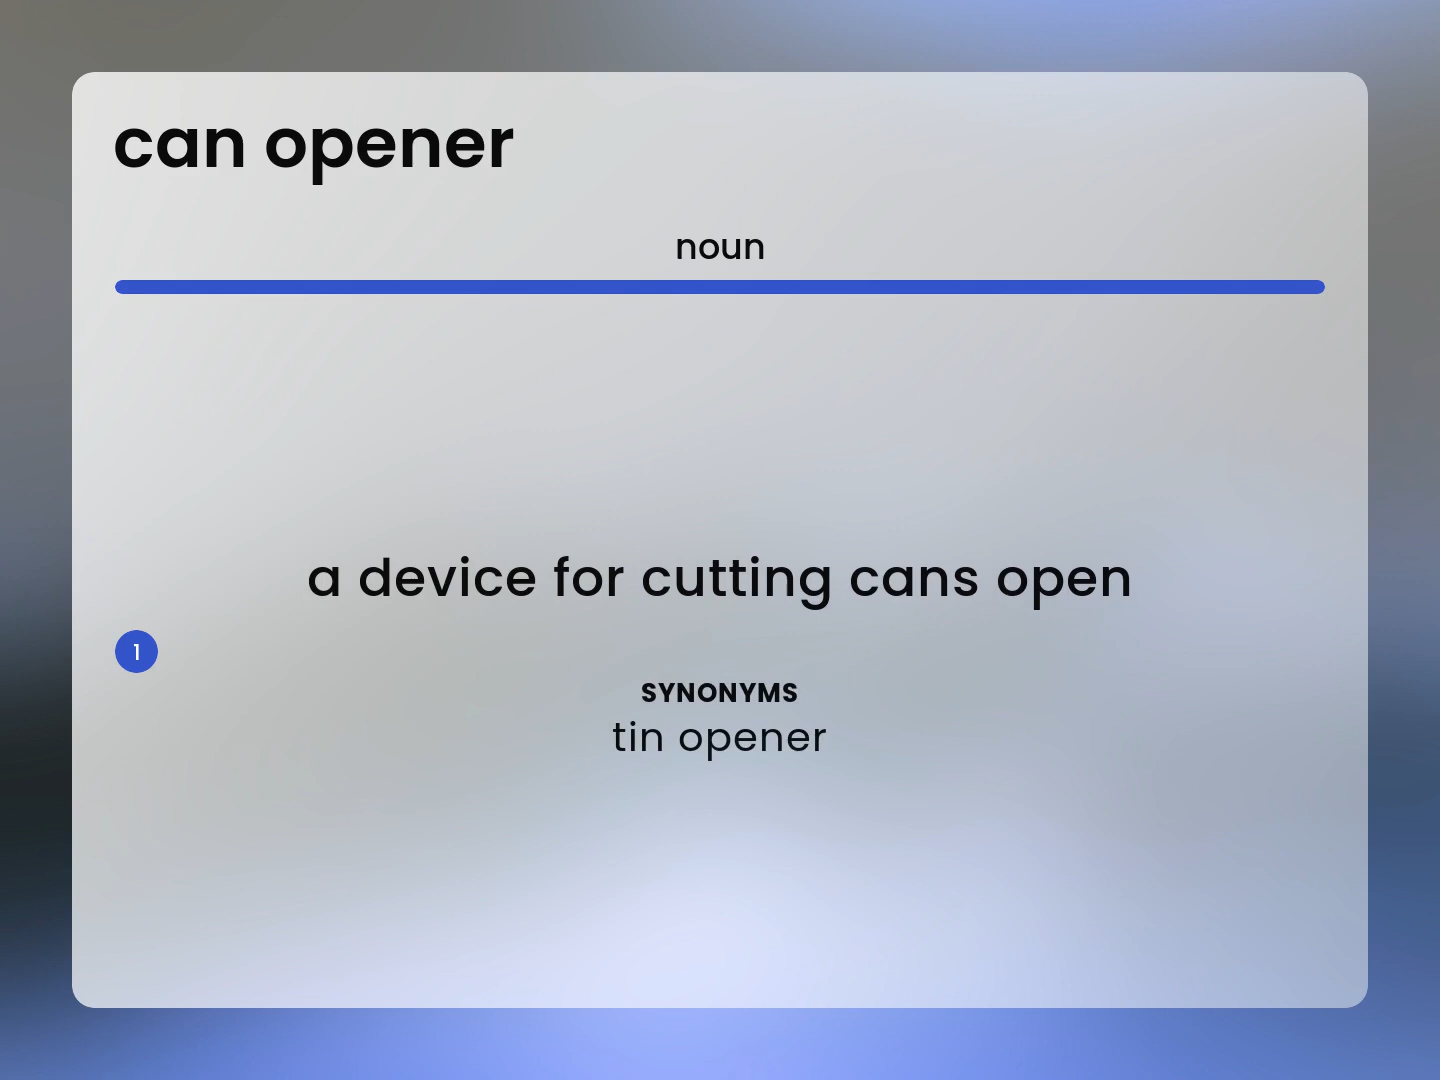 can opener
noun
a device for cutting cans open
1
SYNONYMS
tin opener